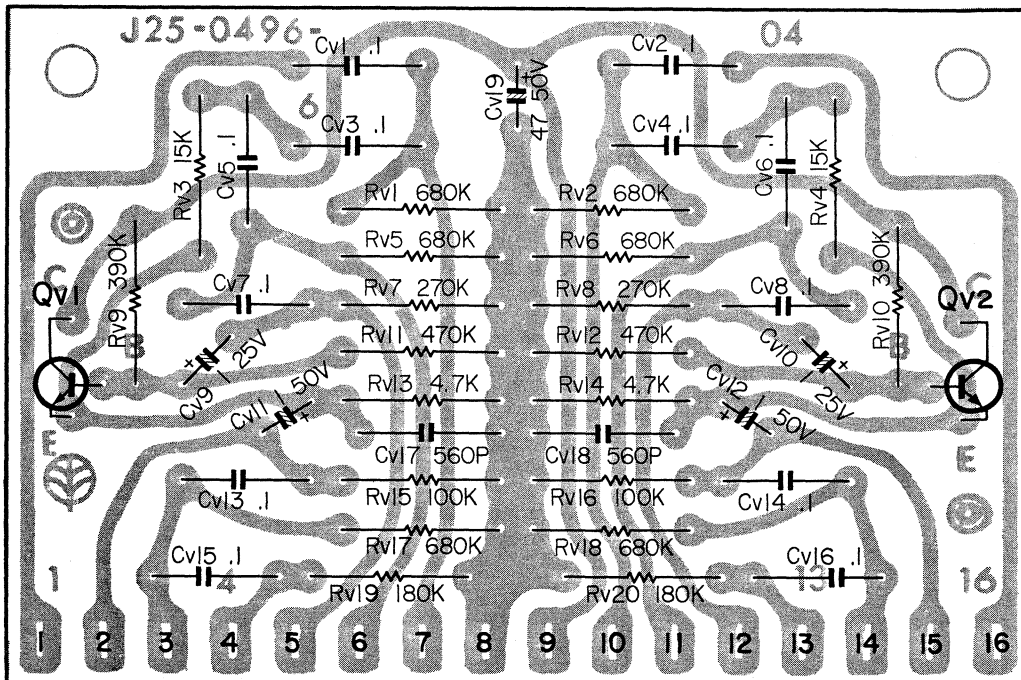 J25-0496-
04
Cv1 .1
Cv2 .1
6
Cv19 47 50V
+
Cv3 .1
Cv4 .1
Rv3 15K
Cv5 .1
Cv6 .1
Rv4 15K
Rv1 680K
Rv2 680K
Rv5 680K
Rv6 680K
C
Qv1
Rv9 390K
Cv7 .1
Rv7 270K
Rv8 270K
Cv8 .1
Rv10 390K
C
Qv2
B
Cv9 1 25V
+
Rv11 470K
Rv12 470K
Cv10 1 25V
+
B
Cv11 1 50V
+
Rv13 4.7K
Rv14 4.7K
Cv12 1 50V
+
E
Cv17 560P
Cv18 560P
E
Cv13 .1
Rv15 100K
Rv16 100K
Cv14 .1
Rv17 680K
Rv18 680K
Cv15 .1
Cv16 .1
1
4
Rv19 180K
Rv20 180K
13
16
1 2 3 4 5 6 7 8 9 10 11 12 13 14 15 16